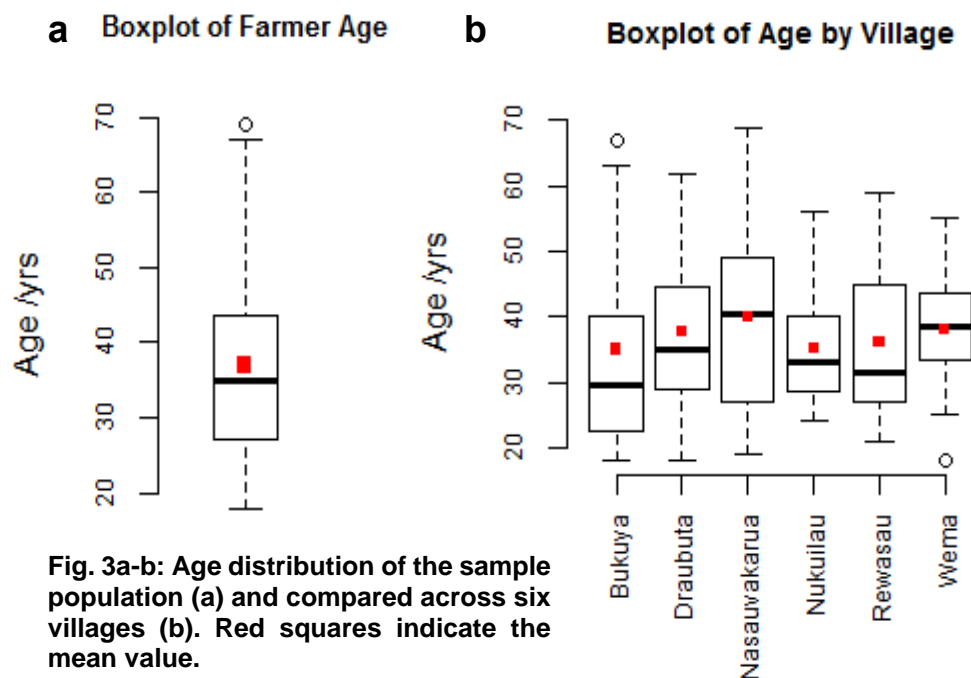 a Boxplot of Farmer Age
Age /yrs
70
60
50
40
30
20
b Boxplot of Age by Village
Age /yrs
70
60
50
40
30
20
Bukuya
Draubuta
Nasauvakarua
Nukuilau
Rewasau
Wema
Fig. 3a-b: Age distribution of the sample
population (a) and compared across six
villages (b). Red squares indicate the
mean value.